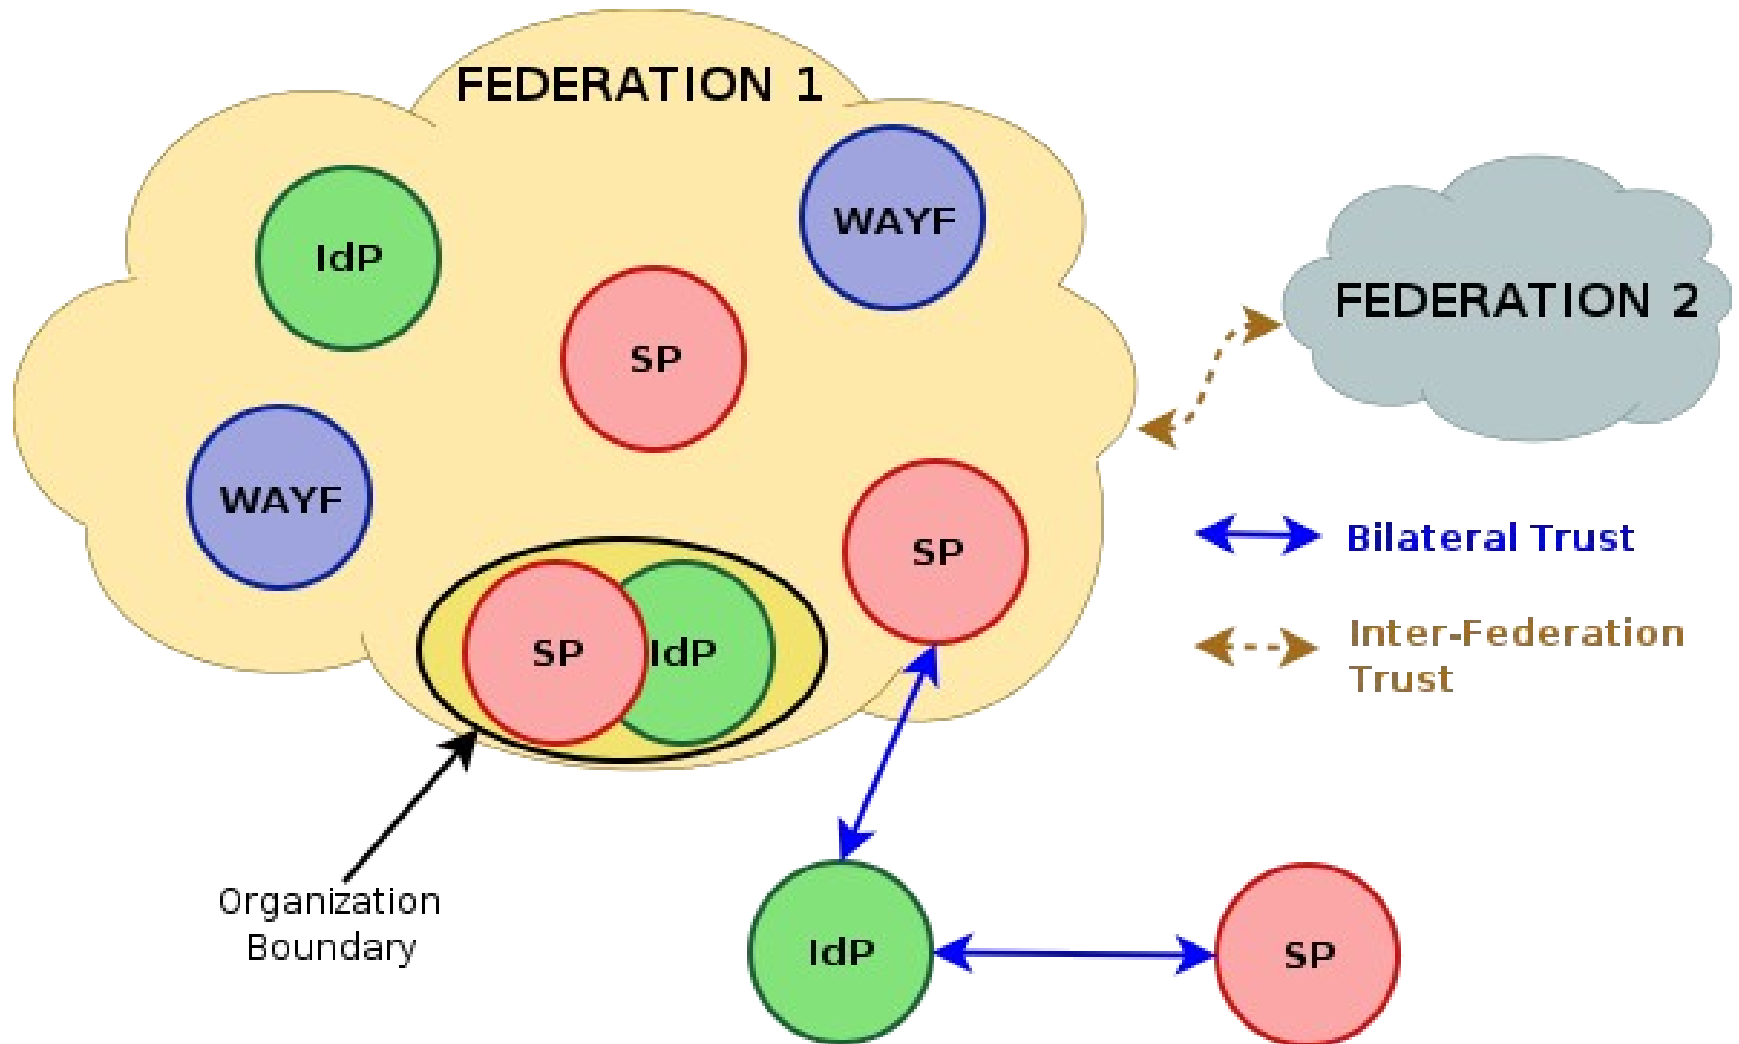 FEDERATION 1
WAYF
IdP
SP
FEDERATION 2
WAYF
SP
Bilateral Trust
SP
IdP
Inter-Federation
Trust
Organization
Boundary
IdP
SP